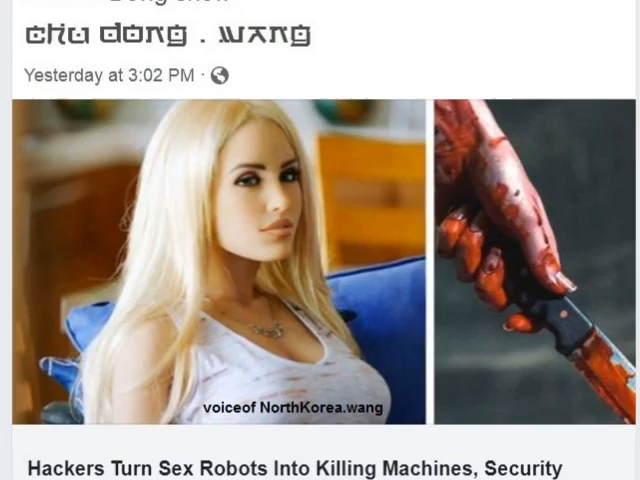 chu dong . wang
Yesterday at 3:02 PM ·
voiceof NorthKorea.wang
Hackers Turn Sex Robots Into Killing Machines, Security